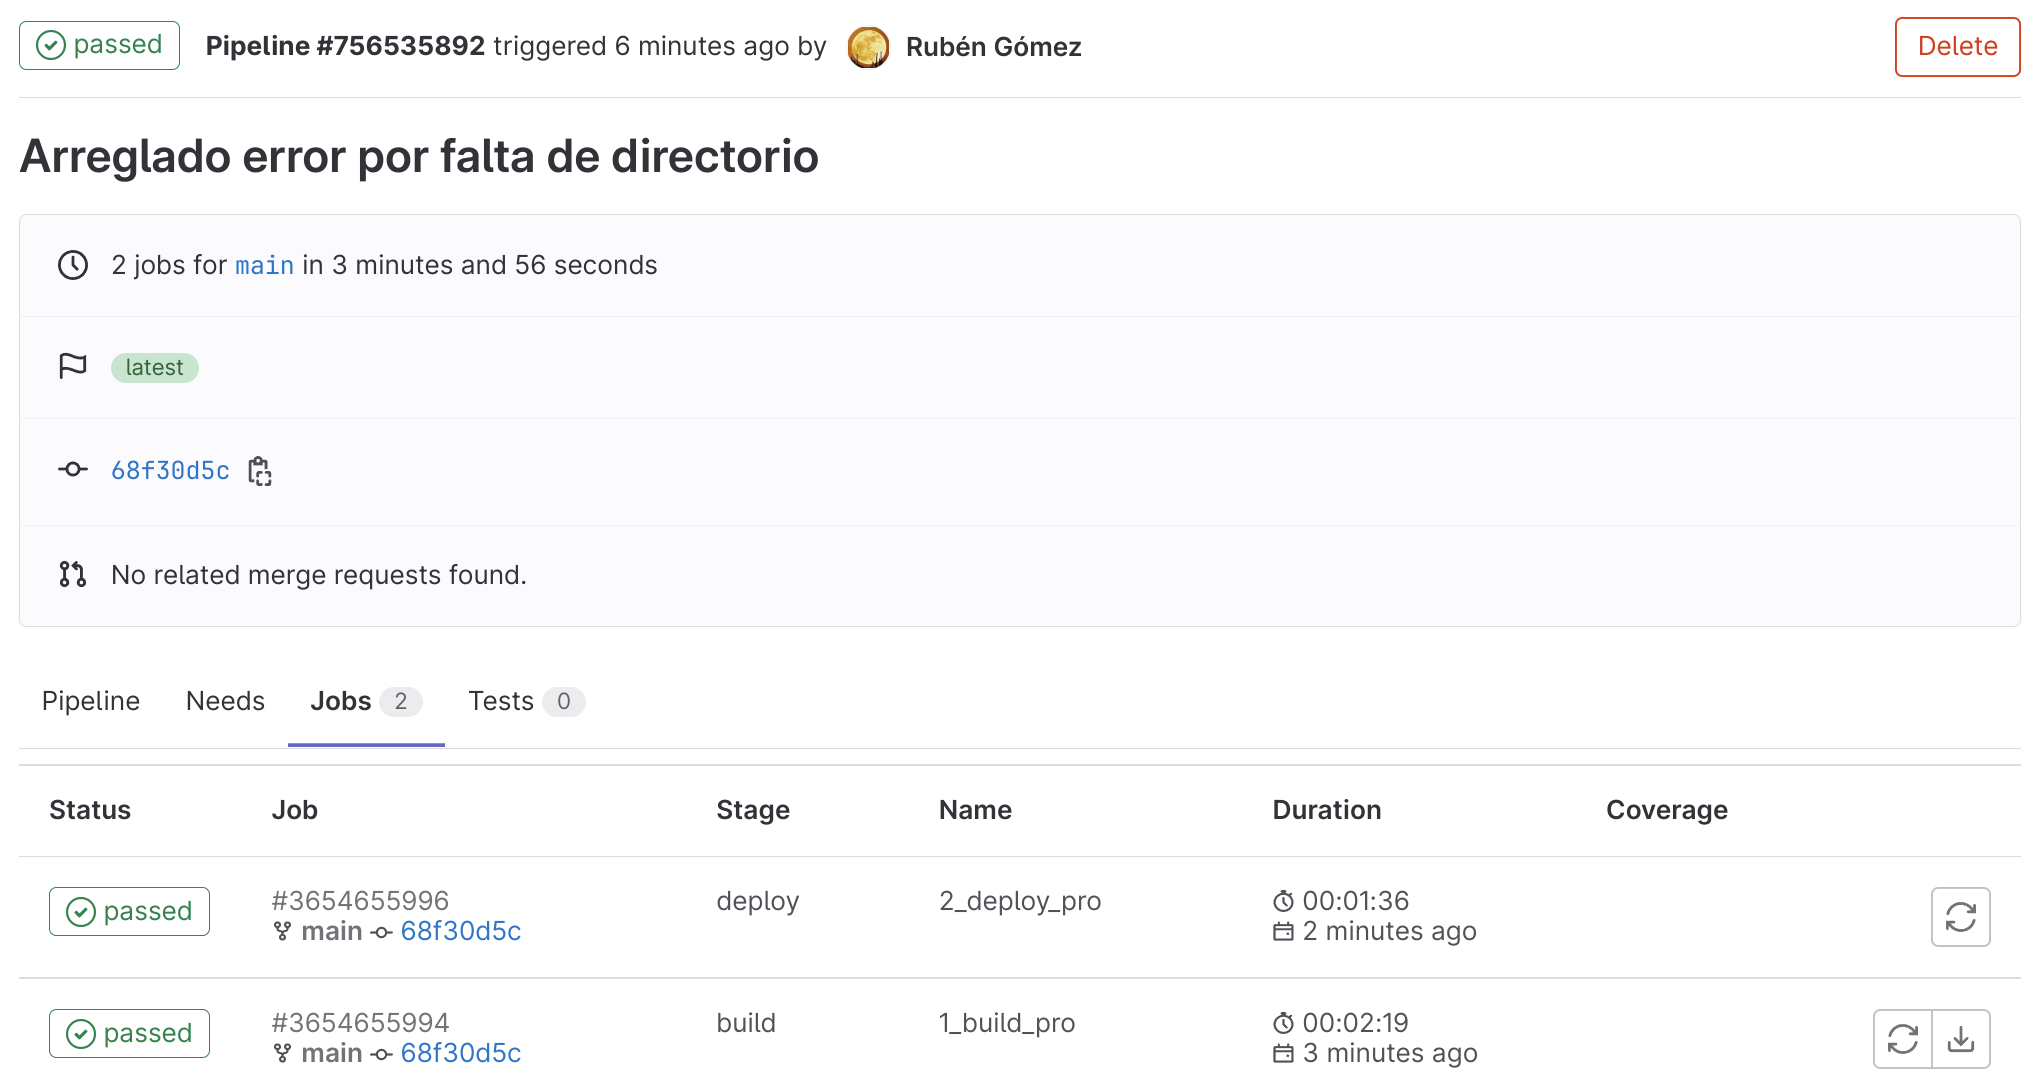 passed Pipeline #756535892 triggered 6 minutes ago by Rubén Gómez Delete
Arreglado error por falta de directorio
2 jobs for main in 3 minutes and 56 seconds
latest
68f30d5c
No related merge requests found.
Pipeline Needs Jobs 2 Tests 0
Status Job Stage Name Duration Coverage
passed #3654655996 deploy 2_deploy_pro 00:01:36
main 68f30d5c 2 minutes ago
passed #3654655994 build 1_build_pro 00:02:19
main 68f30d5c 3 minutes ago